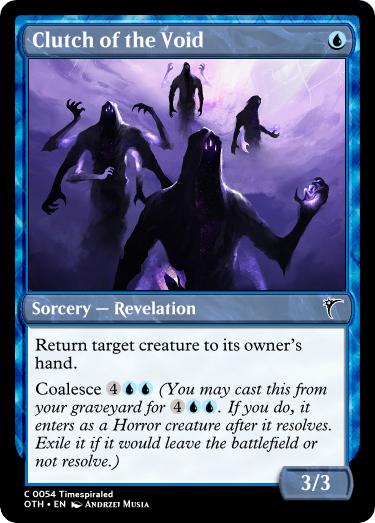 Clutch of the Void
Sorcery — Revelation
Return target creature to its owner's
hand.
Coalesce 4 (You may cast this from
your graveyard for 4. If you do, it
enters as a Horror creature after it resolves.
Exile it if it would leave the battlefield or
not resolve.)
3/3
C 0054 Timespiraled
OTH • EN Andrzej Musia